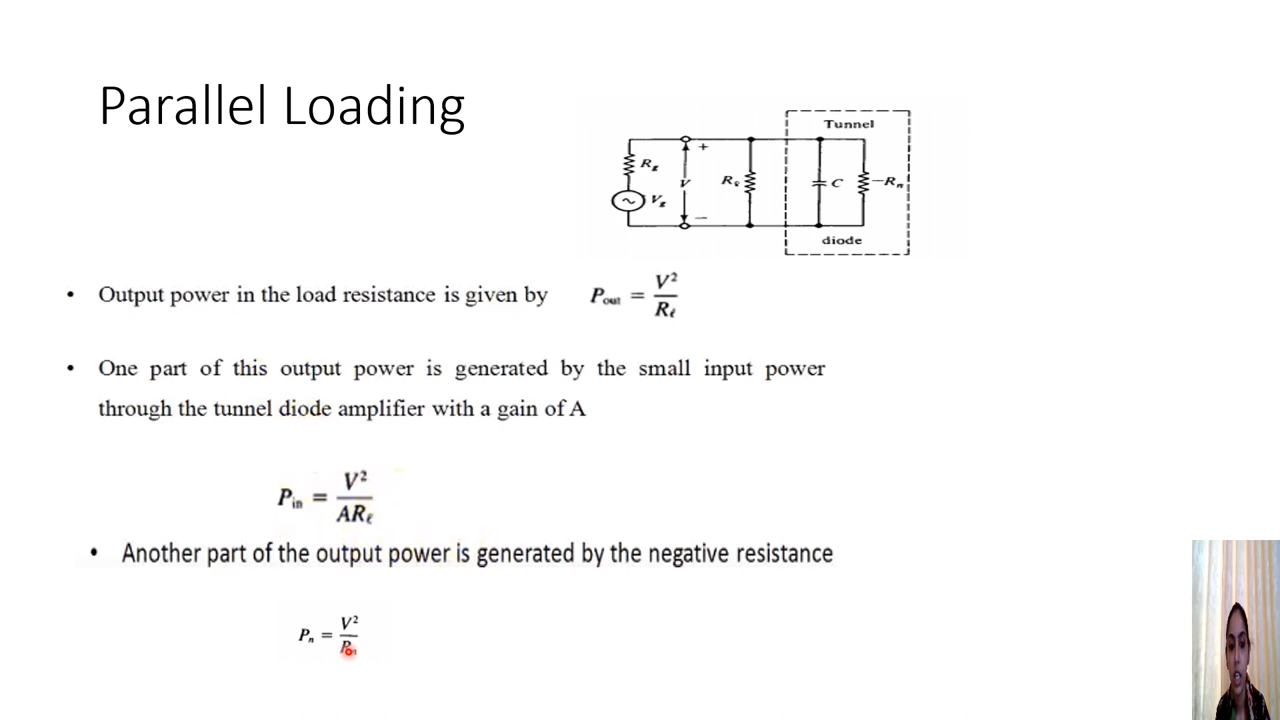 Parallel Loading
Tunnel
+
R_g
V
R_ℓ
C
−R_n
V_g
−
diode
• Output power in the load resistance is given by P_out = V² / R_ℓ
• One part of this output power is generated by the small input power
through the tunnel diode amplifier with a gain of A
P_in = V² / AR_ℓ
• Another part of the output power is generated by the negative resistance
P_n = V²